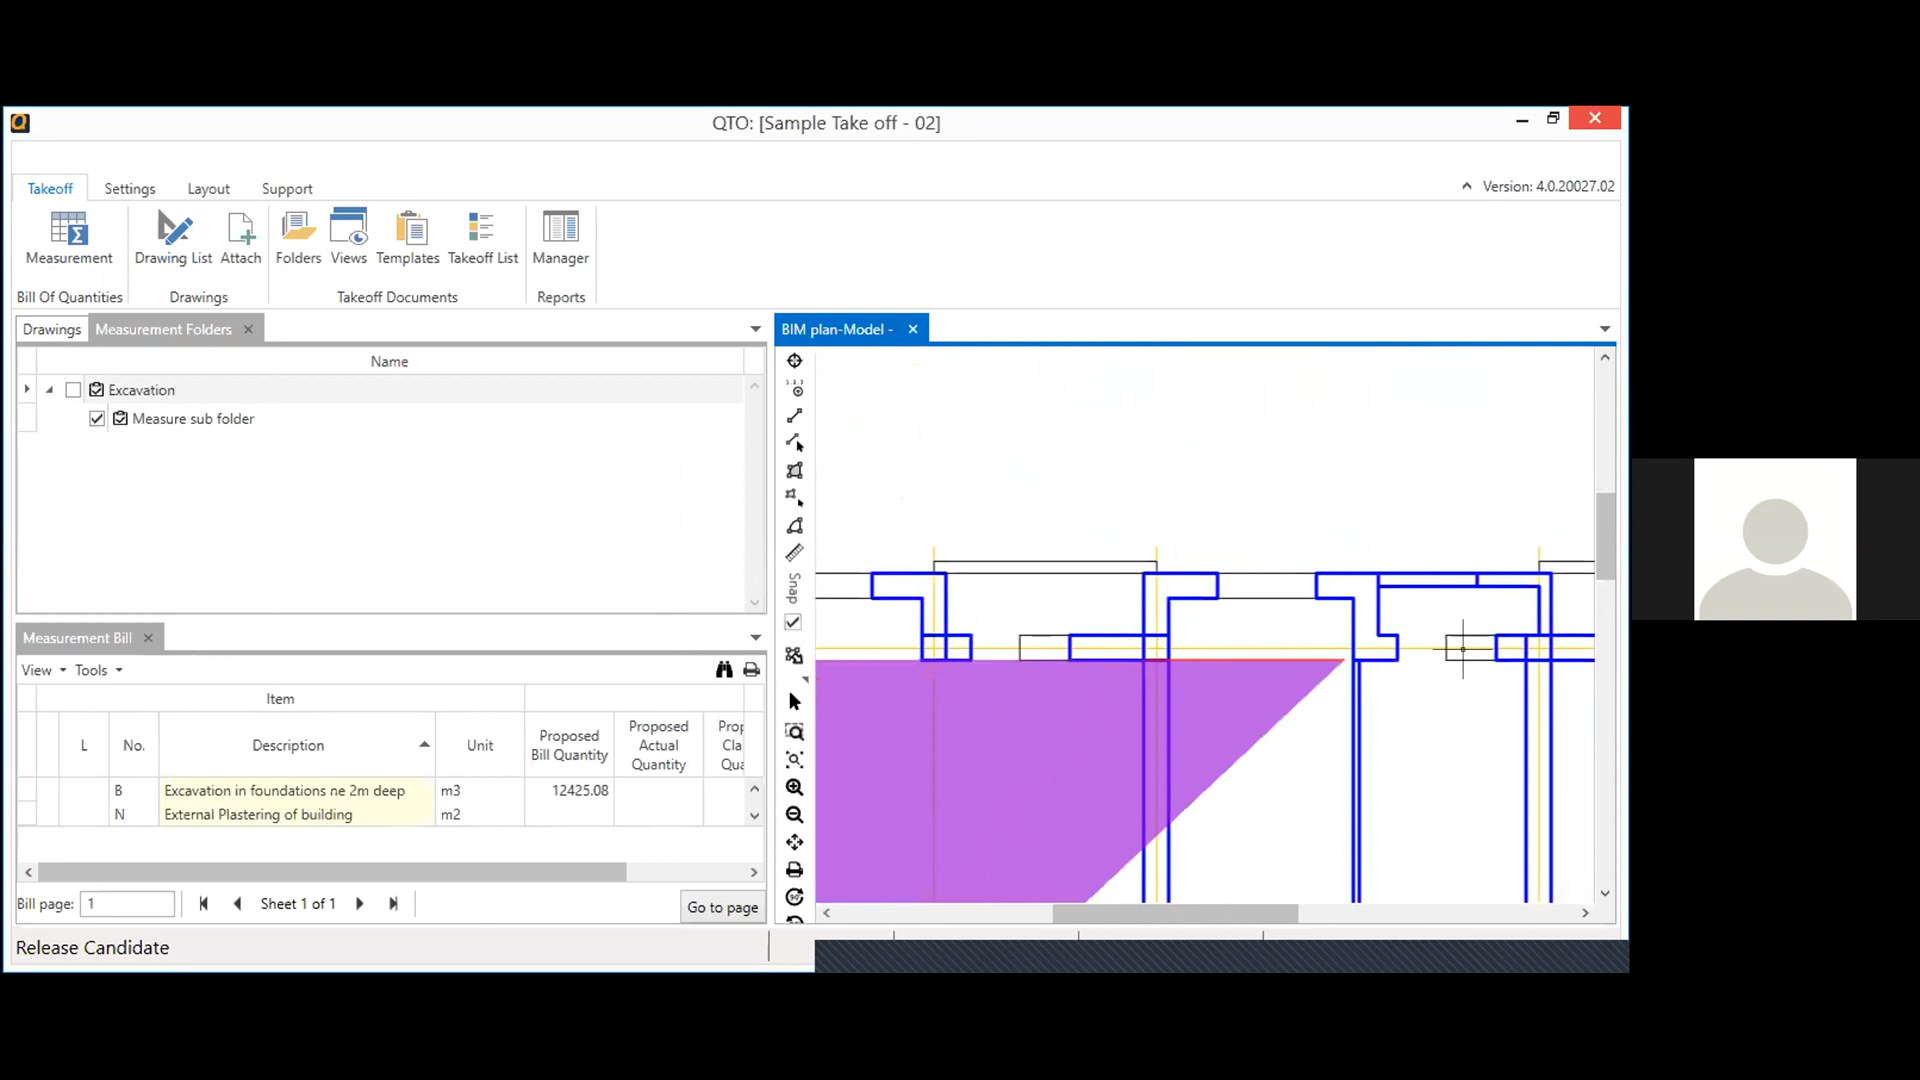 QTO: [Sample Take off - 02]
Takeoff Settings Layout Support
Version: 4.0.20027.02
Measurement Drawing List Attach Folders Views Templates Takeoff List Manager
Bill Of Quantities Drawings Takeoff Documents Reports
Drawings Measurement Folders
BIM plan-Model -
Name
Excavation
Measure sub folder
Snap
Measurement Bill
View Tools
Item
L No. Description Unit Proposed Bill Quantity Proposed Actual Quantity Prop Cla Qua
B Excavation in foundations ne 2m deep m3 12425.08
N External Plastering of building m2
Bill page: 1 Sheet 1 of 1 Go to page
Release Candidate